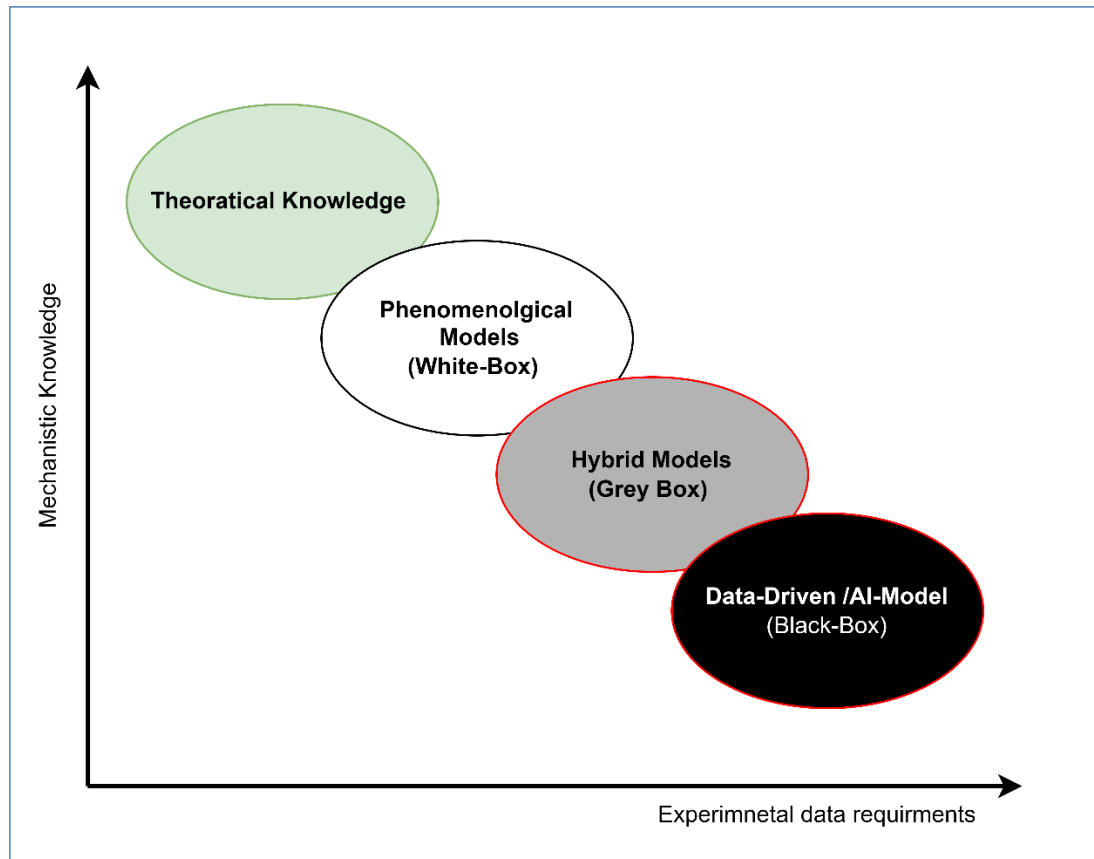 Theoratical Knowledge
Phenomenolgical
Models
(White-Box)
Hybrid Models
(Grey Box)
Data-Driven /AI-Model
(Black-Box)
Mechanistic Knowledge
Experimnetal data requirments